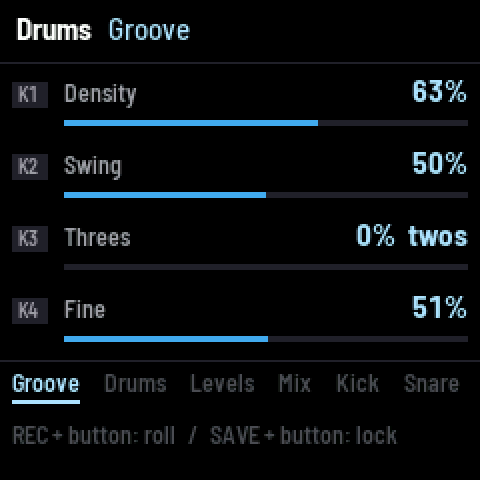 Drums Groove
K1 Density 63%
K2 Swing 50%
K3 Threes 0% twos
K4 Fine 51%
Groove Drums Levels Mix Kick Snare
REC+button: roll / SAVE+button: lock